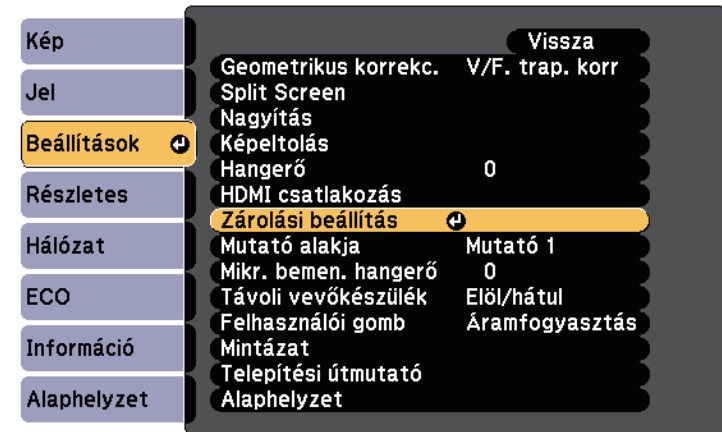 Kép
Jel
Beállítások
Részletes
Hálózat
ECO
Információ
Alaphelyzet
Vissza
Geometrikus korrekc. V/F. trap. korr
Split Screen
Nagyítás
Képeltolás
Hangerő 0
HDMI csatlakozás
Zárolási beállítás
Mutató alakja Mutató 1
Mikr. bemen. hangerő 0
Távoli vevőkészülék Elöl/hátul
Felhasználói gomb Áramfogyasztás
Mintázat
Telepítési útmutató
Alaphelyzet